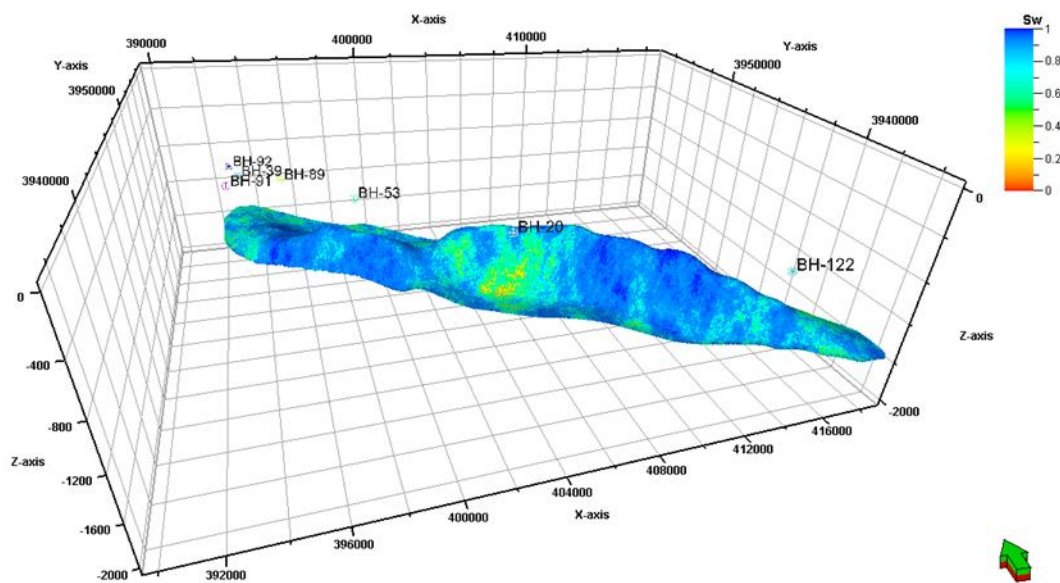 X-axis
390000
400000
410000
Y-axis
3950000
3940000
Y-axis
3950000
3940000
Sw
1
0.8
0.6
0.4
0.2
0
BH-92
BH-39
BH-89
BH-91
BH-53
BH-20
BH-122
0
-400
-800
-1200
-1600
-2000
Z-axis
0
-2000
Z-axis
392000
396000
400000
404000
408000
412000
416000
X-axis